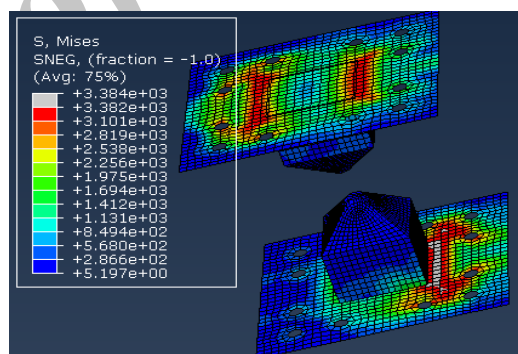 S, Mises
SNEG, (fraction = -1.0)
(Avg: 75%)
+3.384e+03
+3.382e+03
+3.101e+03
+2.819e+03
+2.538e+03
+2.256e+03
+1.975e+03
+1.694e+03
+1.412e+03
+1.131e+03
+8.494e+02
+5.680e+02
+2.866e+02
+5.197e+00